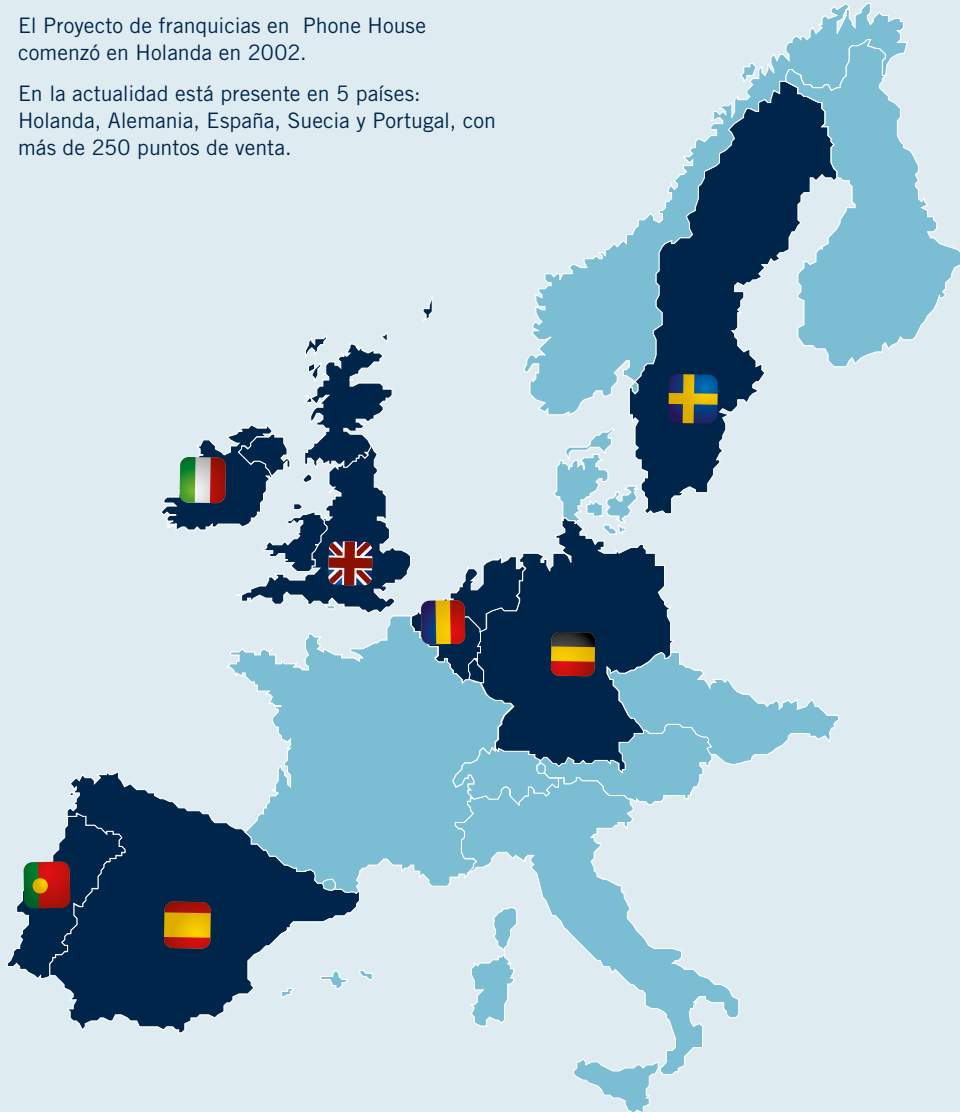 El Proyecto de franquicias en  Phone House
comenzó en Holanda en 2002.
En la actualidad está presente en 5 países:
Holanda, Alemania, España, Suecia y Portugal, con
más de 250 puntos de venta.